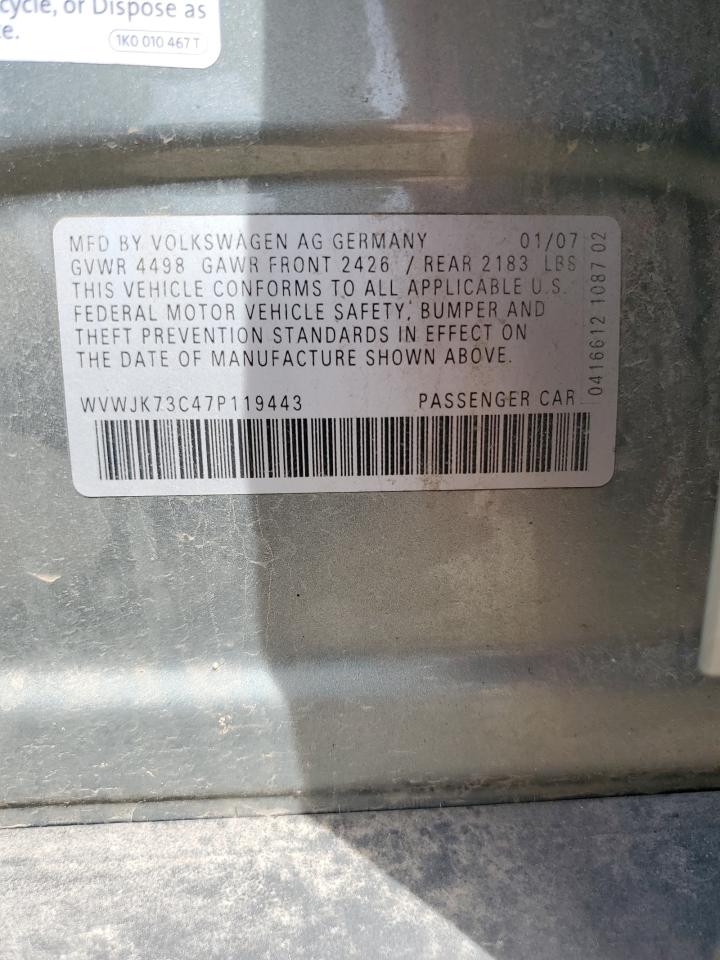 cycle, or Dispose as
te.
1K0 010 467 T
MFD BY VOLKSWAGEN AG GERMANY 01/07
GVWR 4498 GAWR FRONT 2426 / REAR 2183 LBS
THIS VEHICLE CONFORMS TO ALL APPLICABLE U.S.
FEDERAL MOTOR VEHICLE SAFETY, BUMPER AND
THEFT PREVENTION STANDARDS IN EFFECT ON
THE DATE OF MANUFACTURE SHOWN ABOVE.
WVWJK73C47P119443 PASSENGER CAR
0416612 1087 02